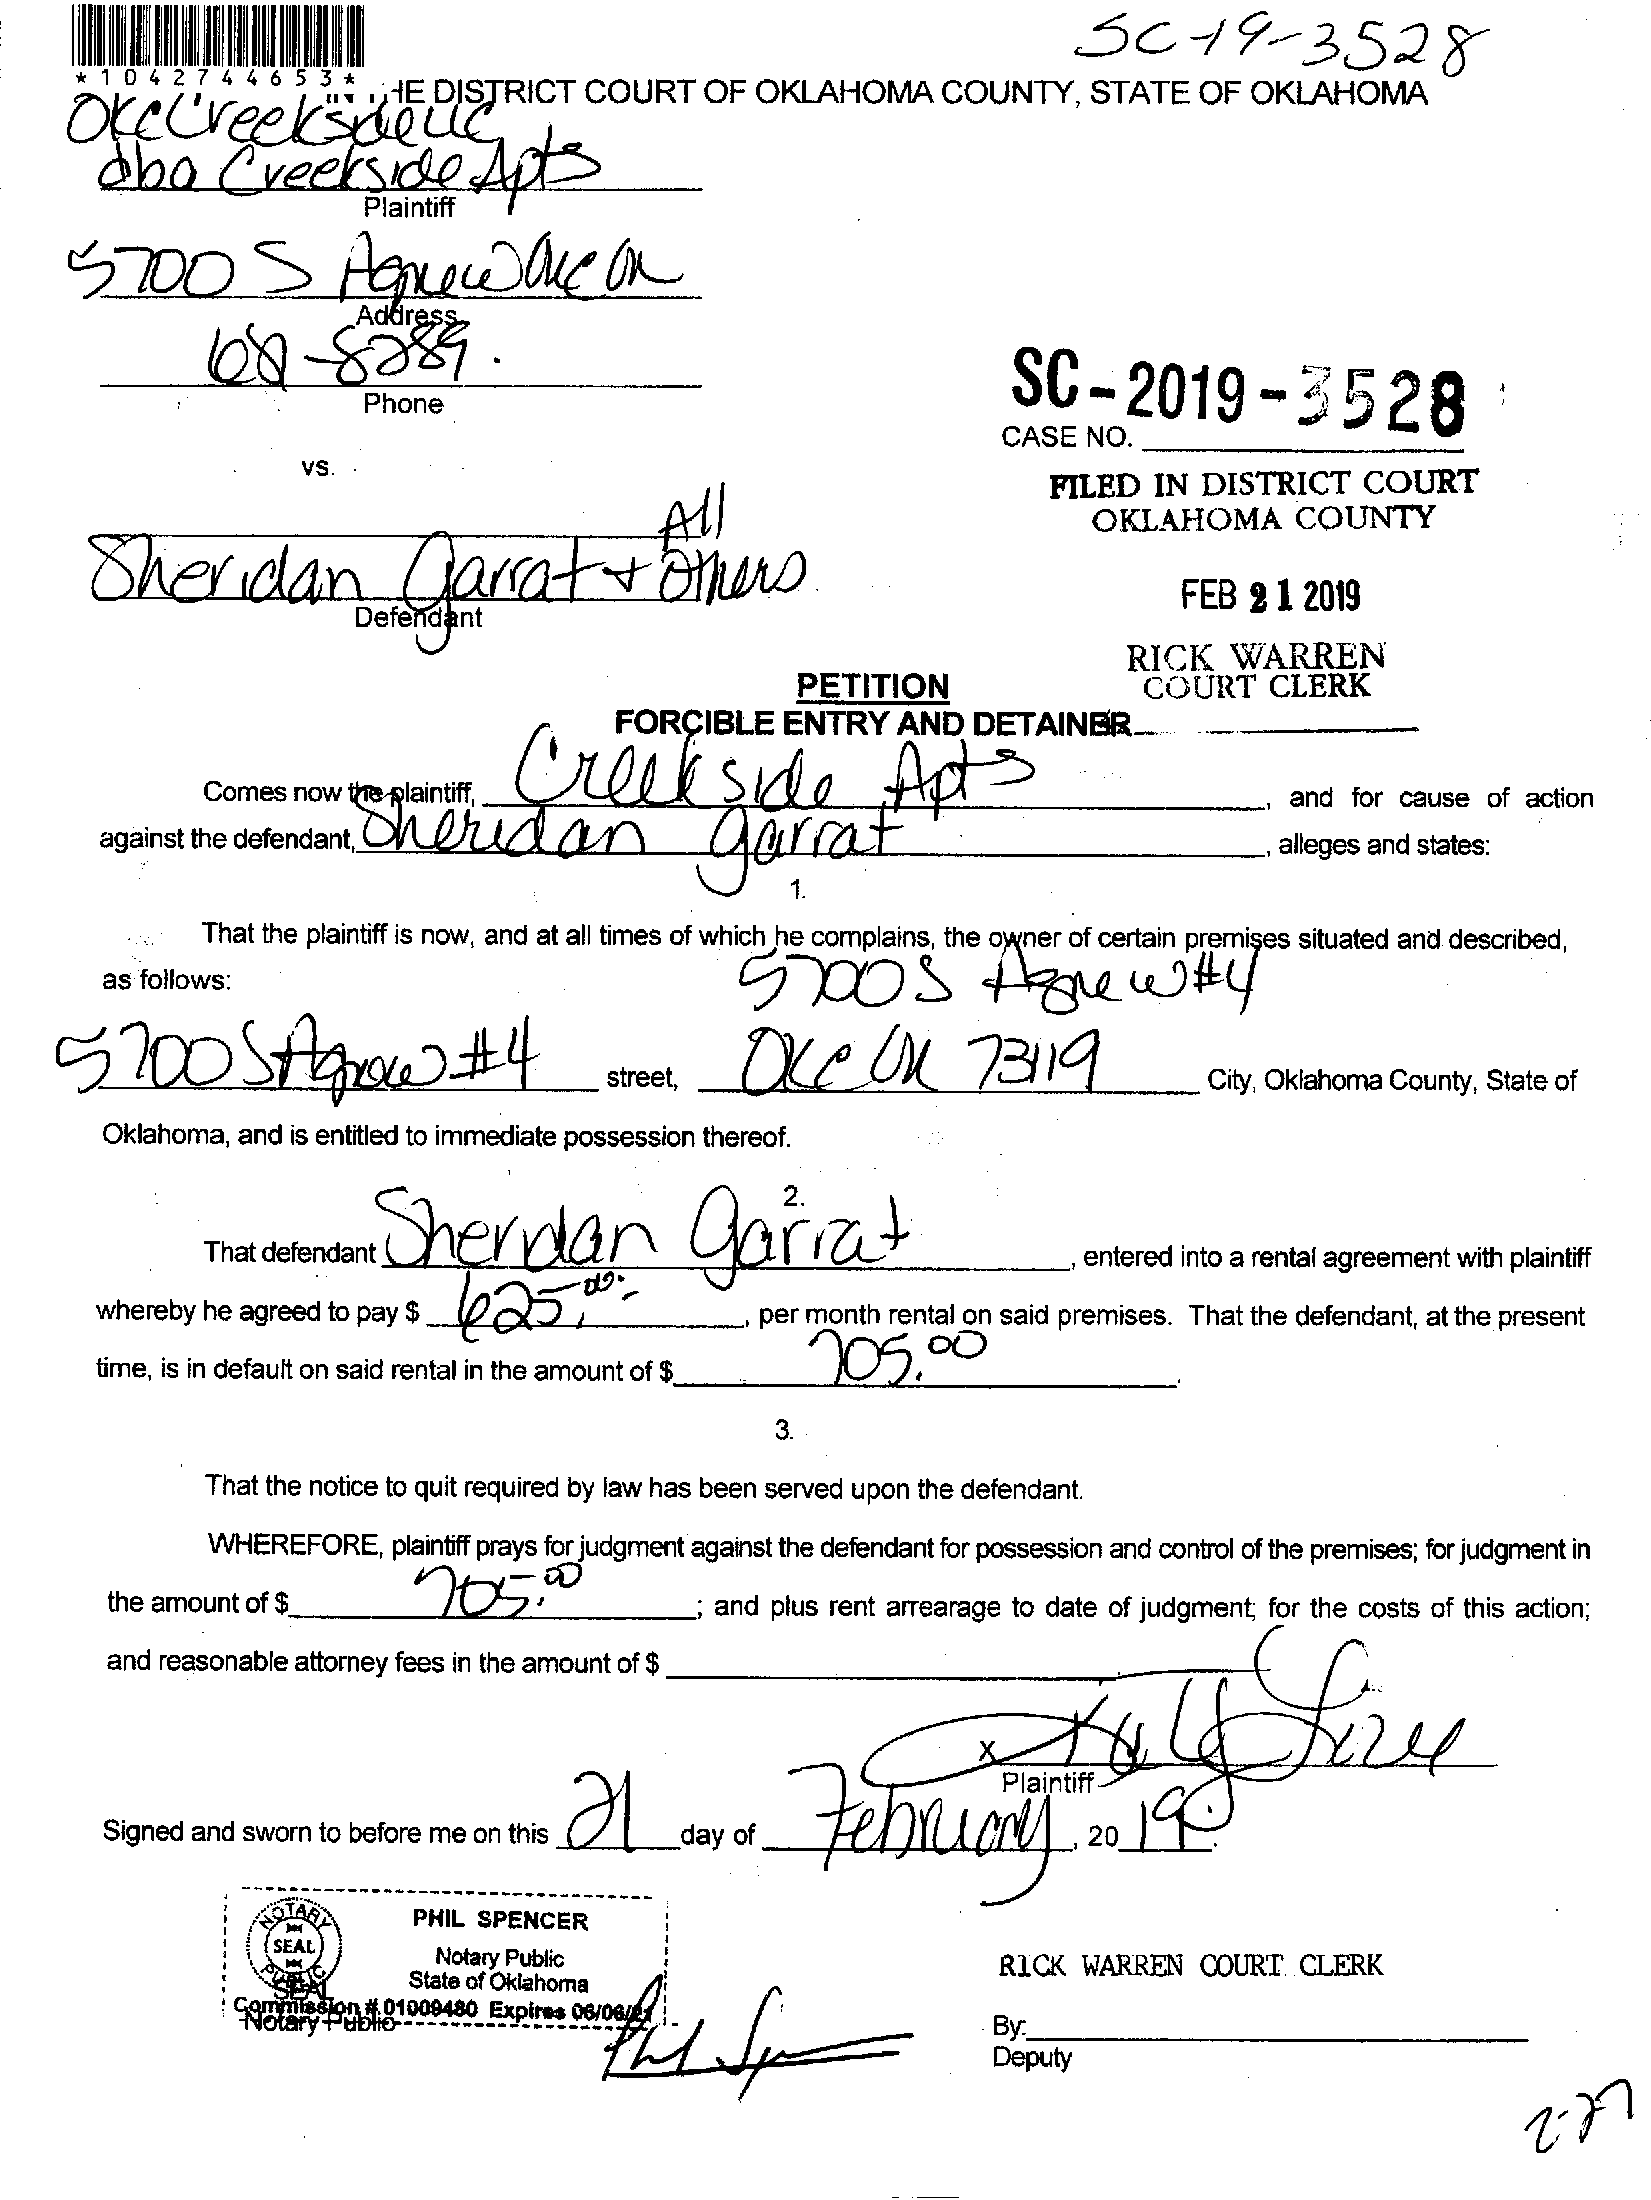 SC-19-3528
*1042744653*
THE DISTRICT COURT OF OKLAHOMA COUNTY, STATE OF OKLAHOMA
OKC Creekside LLC
dba Creekside Apts
Plaintiff
5700 S Agnew OKC OK
Address
-8289
Phone
SC-2019-3528
CASE NO.
vs.
FILED IN DISTRICT COURT
OKLAHOMA COUNTY
All
Sheridan Garrat + Others
Defendant
FEB 21 2019
RICK WARREN
COURT CLERK
PETITION
FORCIBLE ENTRY AND DETAINER
Comes now the plaintiff, Creekside Apts, and for cause of action
against the defendant, Sheridan Garrat, alleges and states:
1.
That the plaintiff is now, and at all times of which he complains, the owner of certain premises situated and described,
as follows: 5700 S Agnew #4
5700 S Agnew #4 street, OKC OK 73119 City, Oklahoma County, State of
Oklahoma, and is entitled to immediate possession thereof.
2.
That defendant Sheridan Garrat, entered into a rental agreement with plaintiff
whereby he agreed to pay $ 625.00, per month rental on said premises. That the defendant, at the present
time, is in default on said rental in the amount of $ 705.00.
3.
That the notice to quit required by law has been served upon the defendant.
WHEREFORE, plaintiff prays for judgment against the defendant for possession and control of the premises; for judgment in
the amount of $ 705.00; and plus rent arrearage to date of judgment; for the costs of this action;
and reasonable attorney fees in the amount of $
X
Plaintiff
Signed and sworn to before me on this 21 day of February, 2019.
NOTARY PUBLIC SEAL
PHIL SPENCER
Notary Public
State of Oklahoma
Commission # 01009480 Expires 06/06/21
SEAL
Notary Public
Phil Spencer
RICK WARREN COURT CLERK
By:
Deputy
2-27